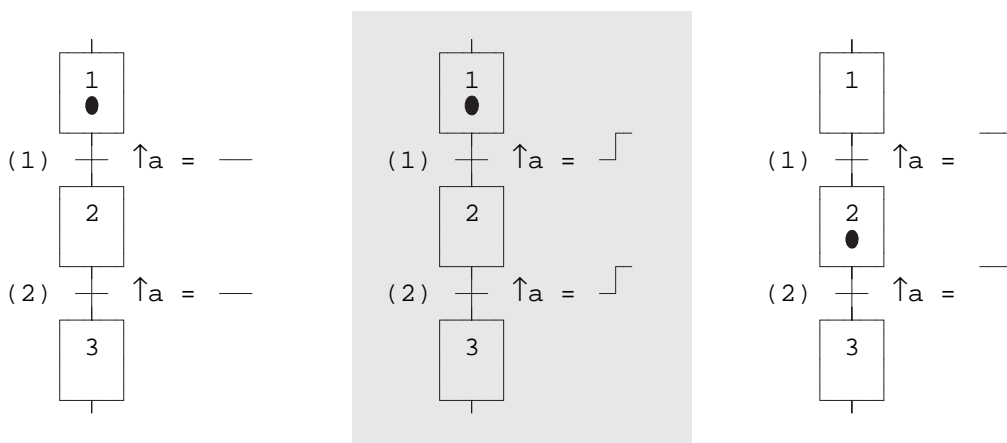 1 1 1
(1) ↑a = (1) ↑a = (1) ↑a =
2 2 2
(2) ↑a = (2) ↑a = (2) ↑a =
3 3 3